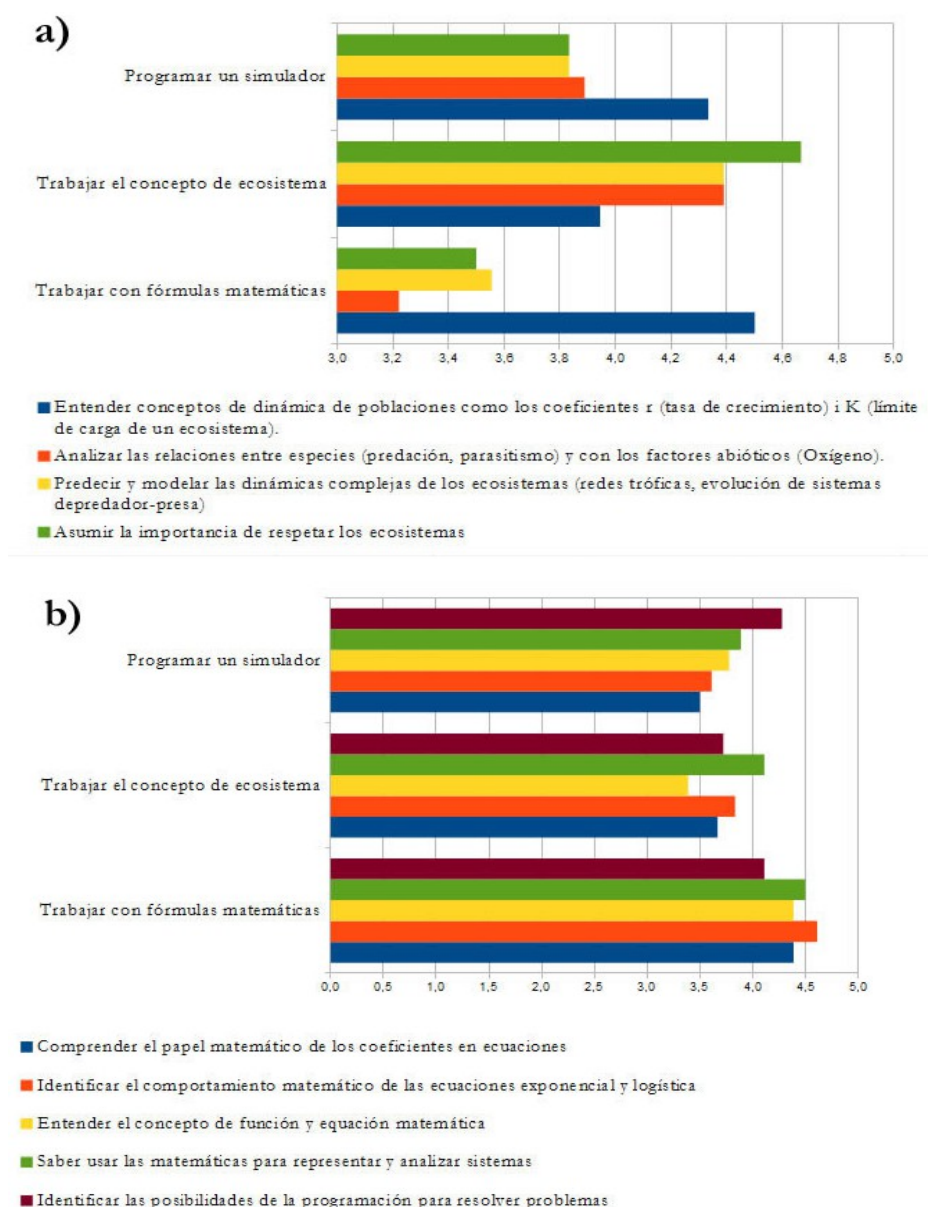 a)
Programar un simulador
Trabajar el concepto de ecosistema
Trabajar con fórmulas matemáticas
3,0 3,2 3,4 3,6 3,8 4,0 4,2 4,4 4,6 4,8 5,0
Entender conceptos de dinámica de poblaciones como los coeficientes r (tasa de crecimiento) i K (límite
de carga de un ecosistema).
Analizar las relaciones entre especies (predación, parasitismo) y con los factores abióticos (Oxígeno).
Predecir y modelar las dinámicas complejas de los ecosistemas (redes tróficas, evolución de sistemas
depredador-presa)
Asumir la importancia de respetar los ecosistemas
b)
Programar un simulador
Trabajar el concepto de ecosistema
Trabajar con fórmulas matemáticas
0,0 0,5 1,0 1,5 2,0 2,5 3,0 3,5 4,0 4,5 5,0
Comprender el papel matemático de los coeficientes en ecuaciones
Identificar el comportamiento matemático de las ecuaciones exponencial y logística
Entender el concepto de función y equación matemática
Saber usar las matemáticas para representar y analizar sistemas
Identificar las posibilidades de la programación para resolver problemas